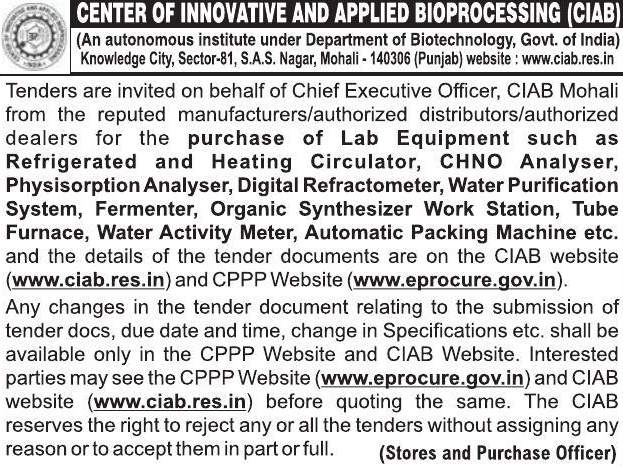 CENTER OF INNOVATIVE AND APPLIED BIOPROCESSING (CIAB)
(An autonomous institute under Department of Biotechnology, Govt. of India)
Knowledge City, Sector-81, S.A.S. Nagar, Mohali - 140306 (Punjab) website : www.ciab.res.in
Tenders are invited on behalf of Chief Executive Officer, CIAB Mohali
from the reputed manufacturers/authorized distributors/authorized
dealers for the purchase of Lab Equipment such as
Refrigerated and Heating Circulator, CHNO Analyser,
Physisorption Analyser, Digital Refractometer, Water Purification
System, Fermenter, Organic Synthesizer Work Station, Tube
Furnace, Water Activity Meter, Automatic Packing Machine etc.
and the details of the tender documents are on the CIAB website
(www.ciab.res.in) and CPPP Website (www.eprocure.gov.in).
Any changes in the tender document relating to the submission of
tender docs, due date and time, change in Specifications etc. shall be
available only in the CPPP Website and CIAB Website. Interested
parties may see the CPPP Website (www.eprocure.gov.in) and CIAB
website (www.ciab.res.in) before quoting the same. The CIAB
reserves the right to reject any or all the tenders without assigning any
reason or to accept them in part or full. (Stores and Purchase Officer)